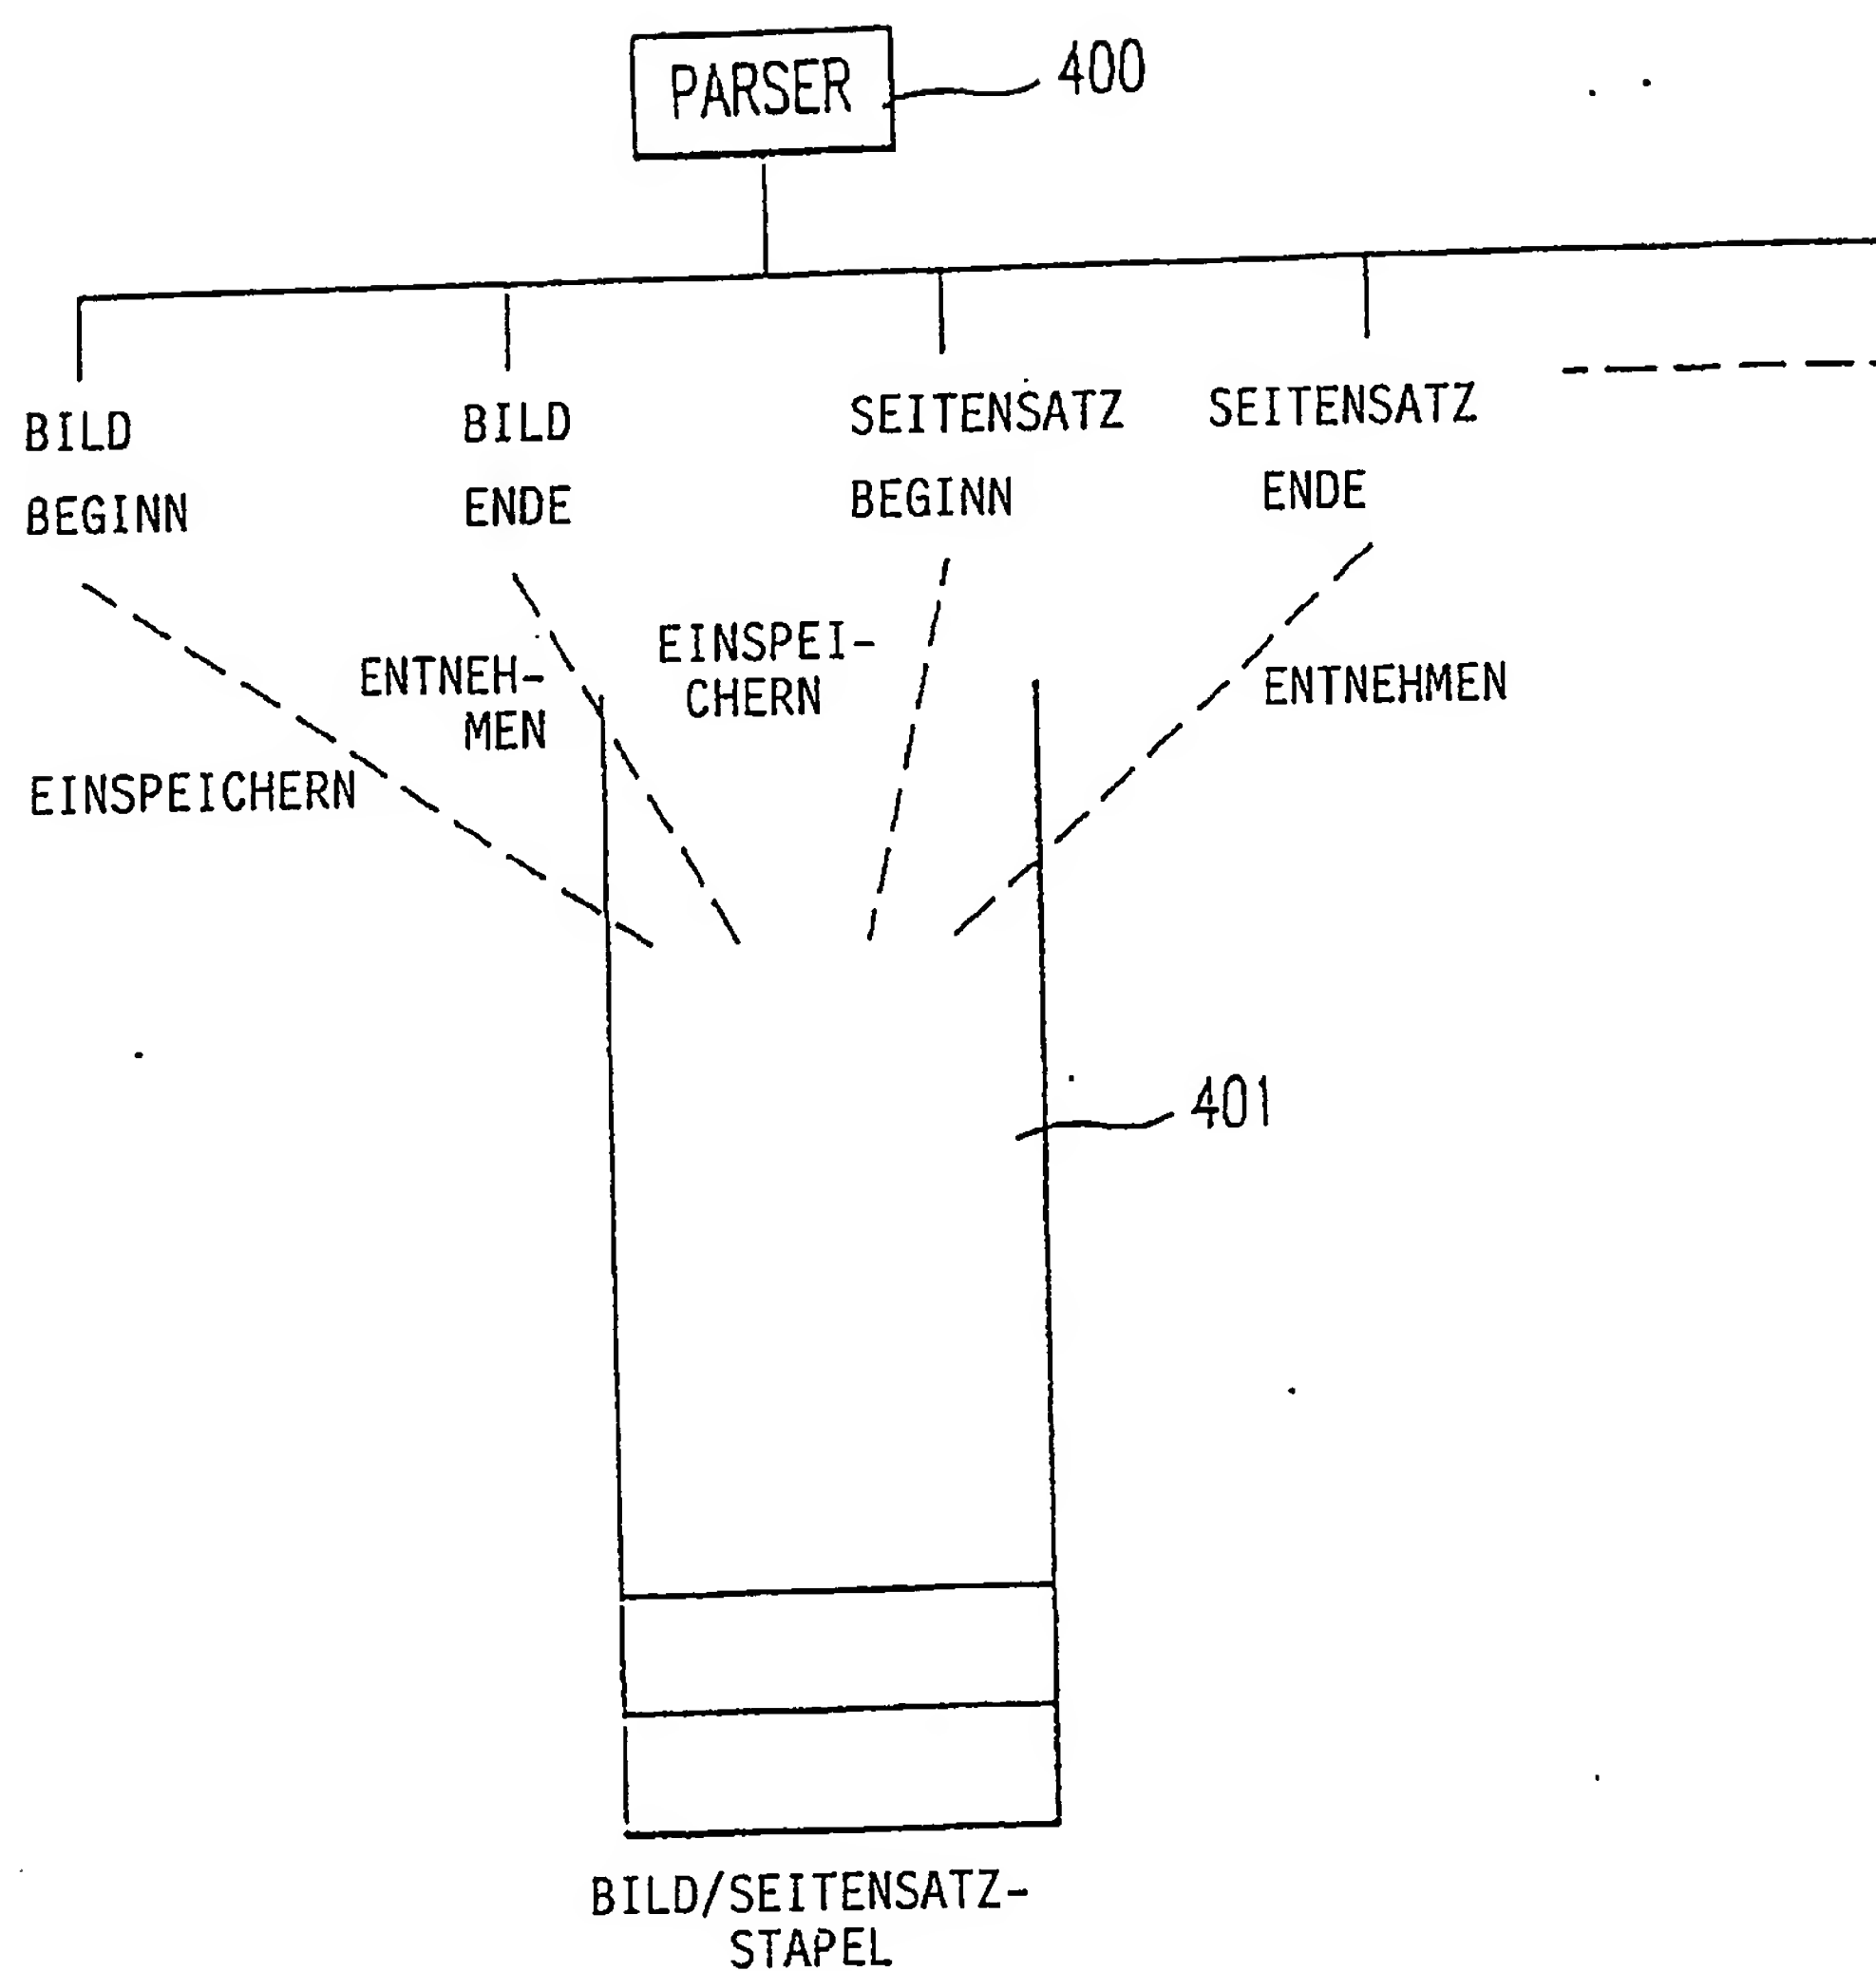 PARSER
400
BILD
BEGINN
BILD
ENDE
SEITENSATZ
BEGINN
SEITENSATZ
ENDE
EINSPEICHERN
ENTNEH-
MEN
EINSPEI-
CHERN
ENTNEHMEN
401
BILD/SEITENSATZ-
STAPEL